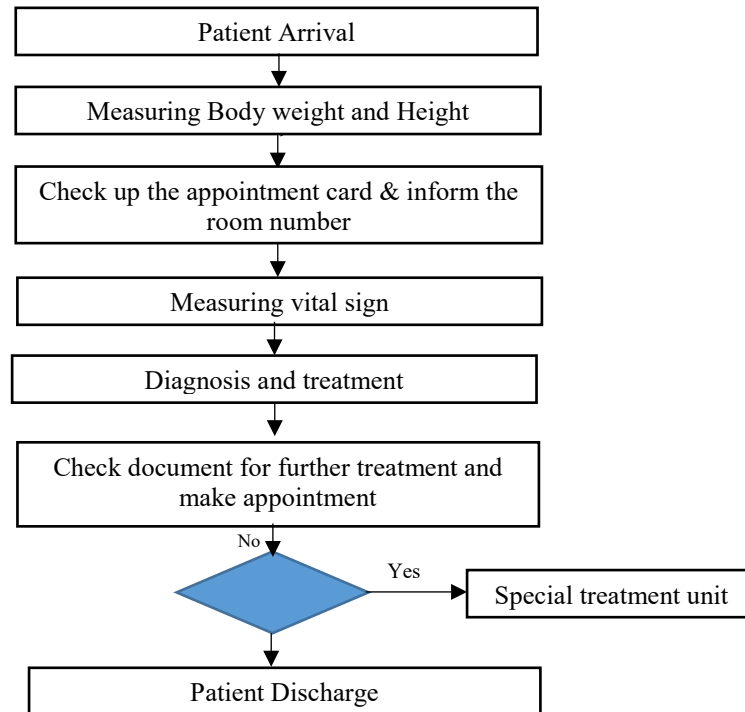 Patient Arrival
Measuring Body weight and Height
Check up the appointment card & inform the
room number
Measuring vital sign
Diagnosis and treatment
Check document for further treatment and
make appointment
No
Yes
Special treatment unit
Patient Discharge